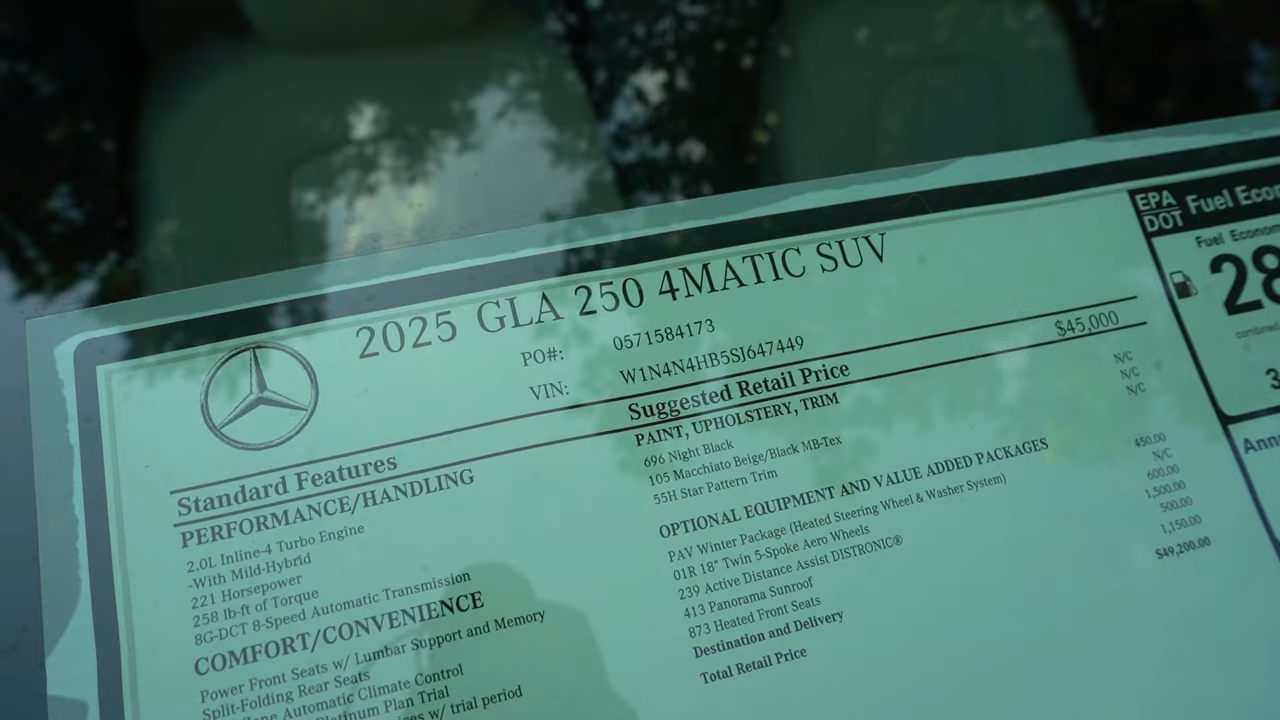 2025 GLA 250 4MATIC SUV
PO#: 0571584173
VIN: W1N4N4HB5SJ647449
Suggested Retail Price $45,000
PAINT, UPHOLSTERY, TRIM
696 Night Black N/C
105 Macchiato Beige/Black MB-Tex N/C
55H Star Pattern Trim N/C
OPTIONAL EQUIPMENT AND VALUE ADDED PACKAGES
PAV Winter Package (Heated Steering Wheel & Washer System) 450.00
01R 18" Twin 5-Spoke Aero Wheels N/C
239 Active Distance Assist DISTRONIC® 600.00
413 Panorama Sunroof 1,500.00
873 Heated Front Seats 500.00
Destination and Delivery 1,150.00
Total Retail Price $49,200.00
Standard Features
PERFORMANCE/HANDLING
2.0L Inline-4 Turbo Engine
-With Mild-Hybrid
221 Horsepower
258 lb-ft of Torque
8G-DCT 8-Speed Automatic Transmission
COMFORT/CONVENIENCE
Power Front Seats w/ Lumbar Support and Memory
Split-Folding Rear Seats
Automatic Climate Control
Platinum Plan Trial
w/ trial period
EPA
DOT
Fuel
Fuel
28